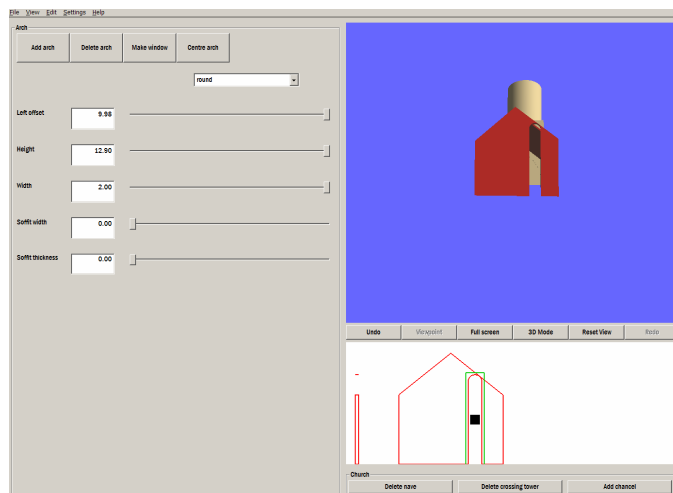 File View Edit Settings Help
Arch
Add arch Delete arch Make window Centre arch
round
Left offset 9.98
Height 12.90
Width 2.00
Soffit width 0.00
Soffit thickness 0.00
Undo Viewpoint Full screen 3D Mode Reset View Redo
Church
Delete nave Delete crossing tower Add chancel